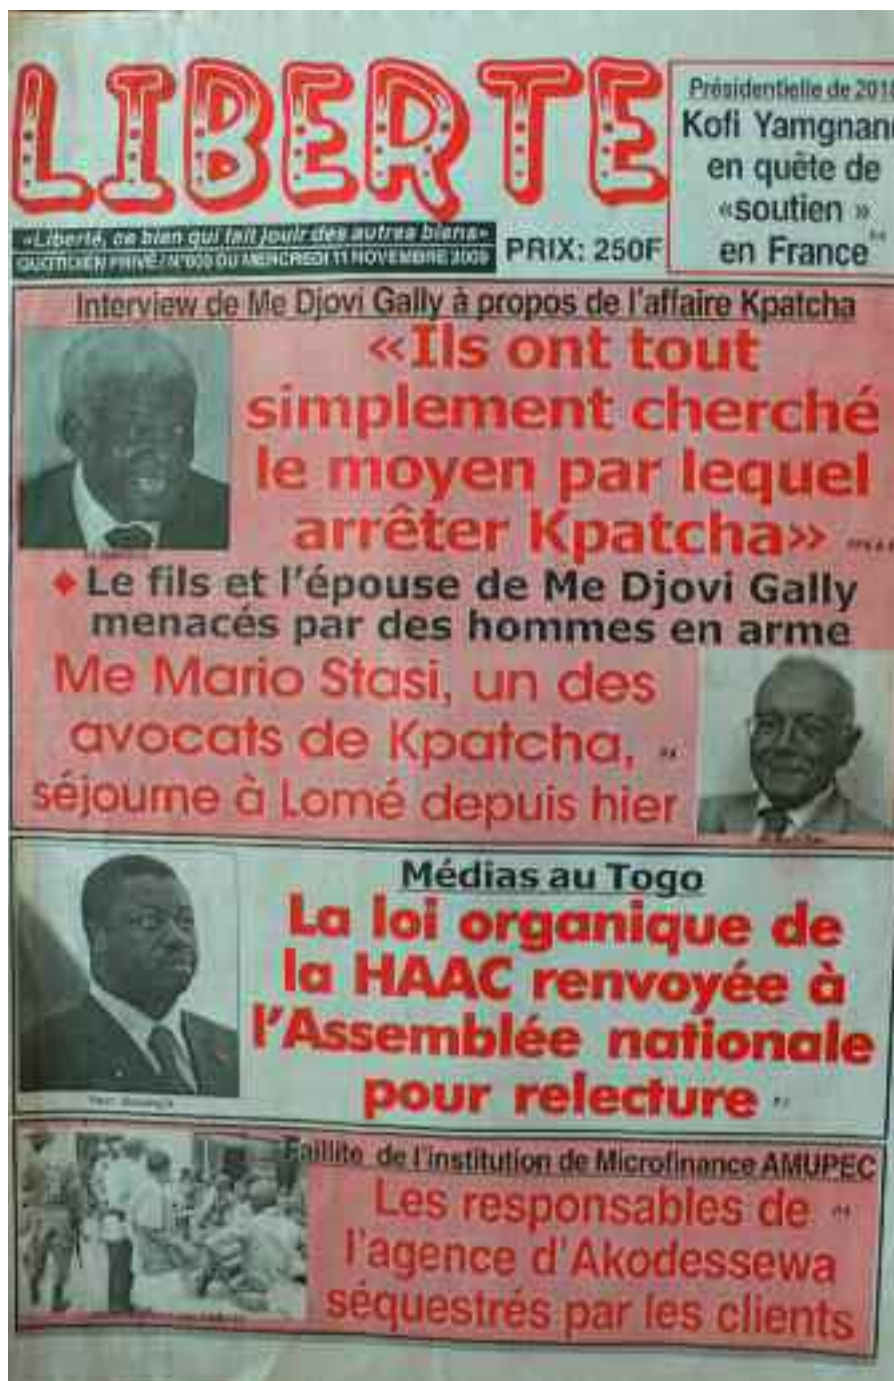 LIBERTE
«Liberté, ce bien qui fait jouir des autres biens»
QUOTIDIEN PRIVÉ / N° DU MERCREDI 11 NOVEMBRE 2009
PRIX: 250F
Présidentielle de
Kofi Yamgnane
en quête de
«soutien »
en France
Interview de Me Djovi Gally à propos de l'affaire Kpatcha
«Ils ont tout
simplement cherché
le moyen par lequel
arrêter Kpatcha»
Le fils et l'épouse de Me Djovi Gally
menacés par des hommes en arme
Me Mario Stasi, un des
avocats de Kpatcha,
séjourne à Lomé depuis hier
Médias au Togo
La loi organique de
la HAAC renvoyée à
l'Assemblée nationale
pour relecture
Faillite de l'institution de Microfinance AMUPEC
Les responsables de
l'agence d'Akodessewa
séquestrés par les clients